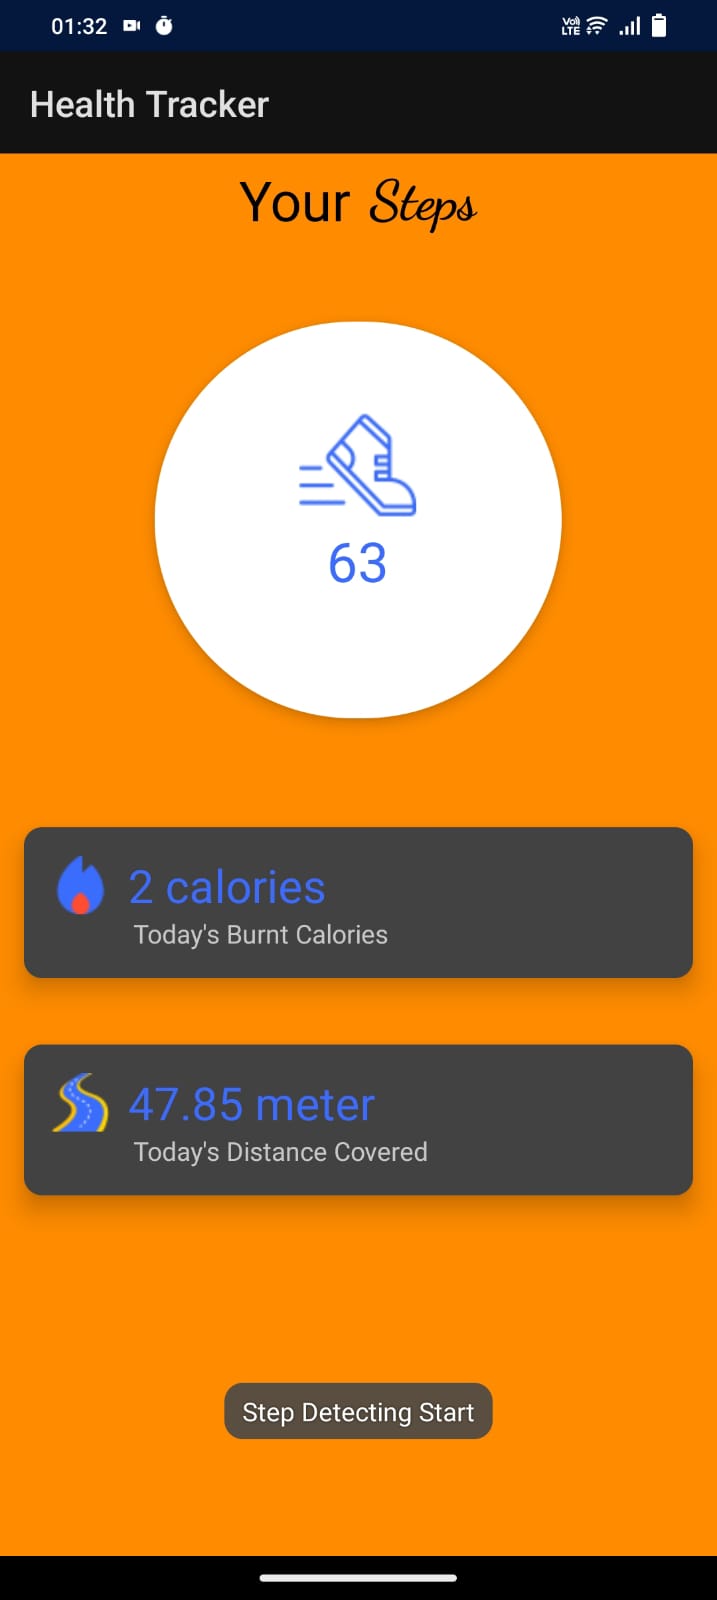 01:32
Vo))
LTE
Health Tracker
Your Steps
63
2 calories
Today's Burnt Calories
47.85 meter
Today's Distance Covered
Step Detecting Start